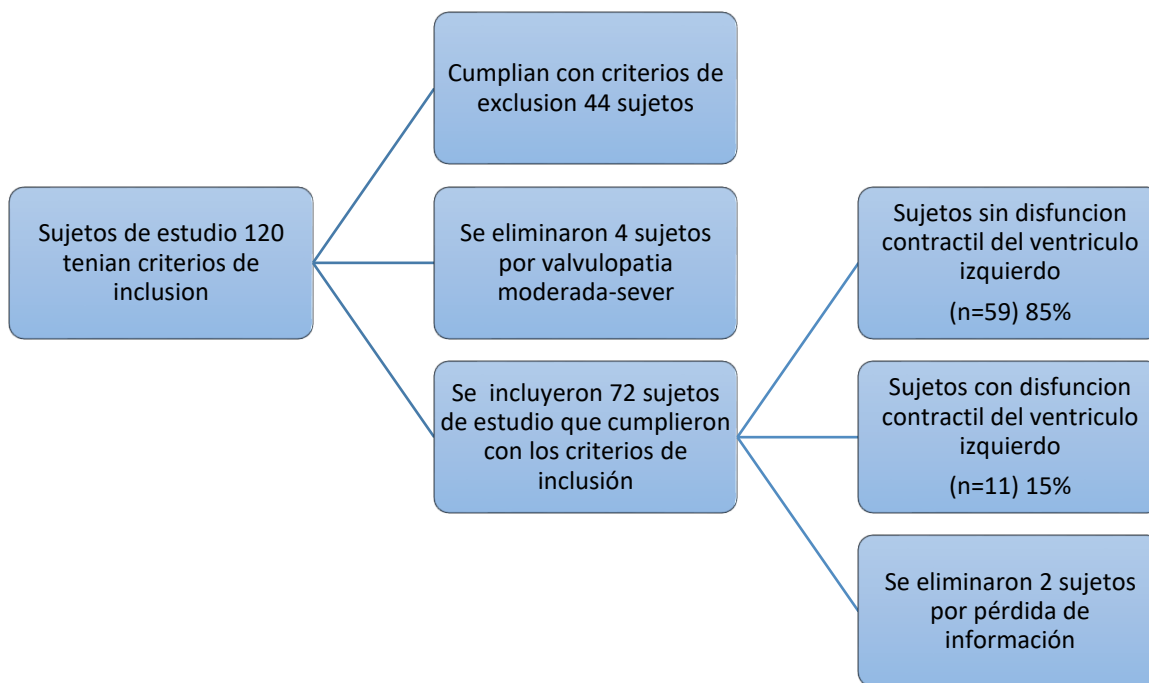 Cumplian con criterios de
exclusion 44 sujetos
Sujetos de estudio 120
tenian criterios de
inclusion
Se eliminaron 4 sujetos
por valvulopatia
moderada-sever
Se  incluyeron 72 sujetos
de estudio que cumplieron
con los criterios de
inclusión
Sujetos sin disfuncion
contractil del ventriculo
izquierdo
(n=59) 85%
Sujetos con disfuncion
contractil del ventriculo
izquierdo
(n=11) 15%
Se eliminaron 2 sujetos
por pérdida de
información